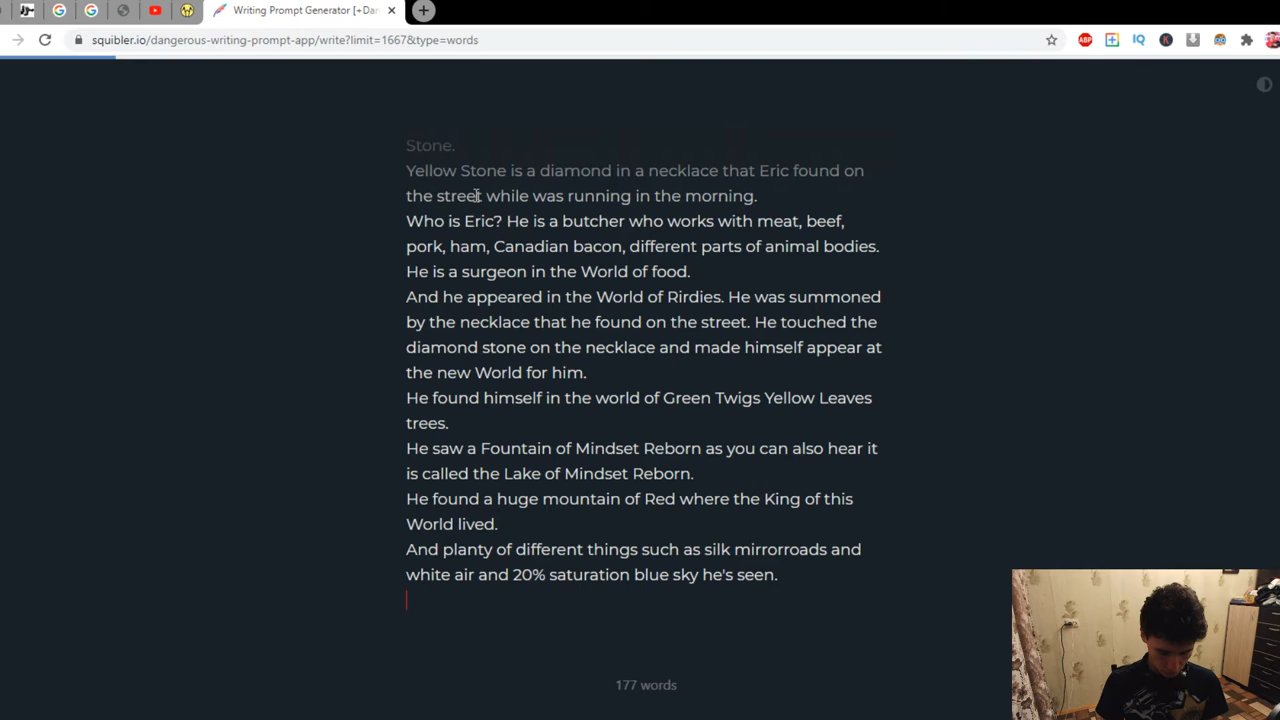 Writing Prompt Generator [+Dan
squibler.io/dangerous-writing-prompt-app/write?limit=1667&type=words
Stone.
Yellow Stone is a diamond in a necklace that Eric found on
the street while was running in the morning.
Who is Eric? He is a butcher who works with meat, beef,
pork, ham, Canadian bacon, different parts of animal bodies.
He is a surgeon in the World of food.
And he appeared in the World of Rirdies. He was summoned
by the necklace that he found on the street. He touched the
diamond stone on the necklace and made himself appear at
the new World for him.
He found himself in the world of Green Twigs Yellow Leaves
trees.
He saw a Fountain of Mindset Reborn as you can also hear it
is called the Lake of Mindset Reborn.
He found a huge mountain of Red where the King of this
World lived.
And planty of different things such as silk mirrorroads and
white air and 20% saturation blue sky he's seen.
177 words